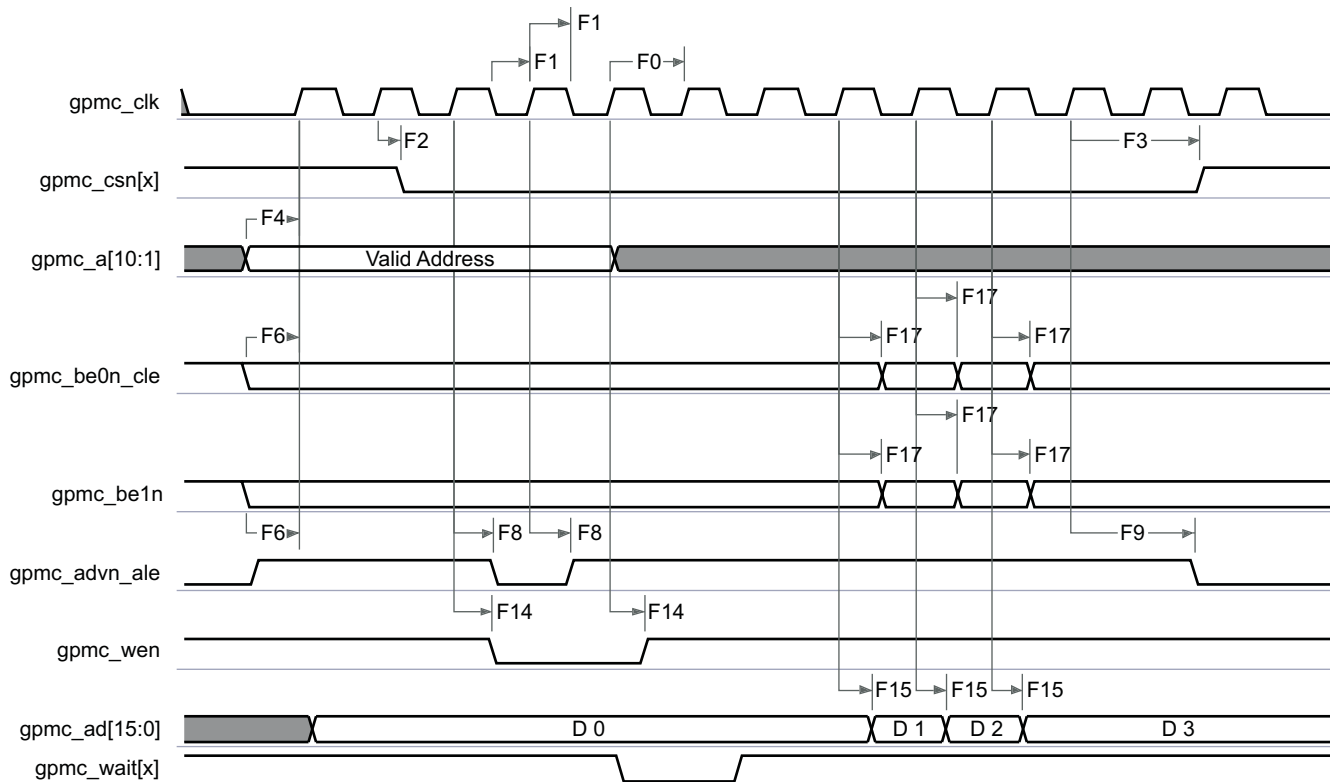 F1
F1
F0
gpmc_clk
F2
F3
gpmc_csn[x]
F4
gpmc_a[10:1]
Valid Address
F17
F6
F17
F17
gpmc_be0n_cle
F17
F17
F17
gpmc_be1n
F6
F8
F8
F9
gpmc_advn_ale
F14
F14
gpmc_wen
F15
F15
F15
gpmc_ad[15:0]
D 0
D 1
D 2
D 3
gpmc_wait[x]